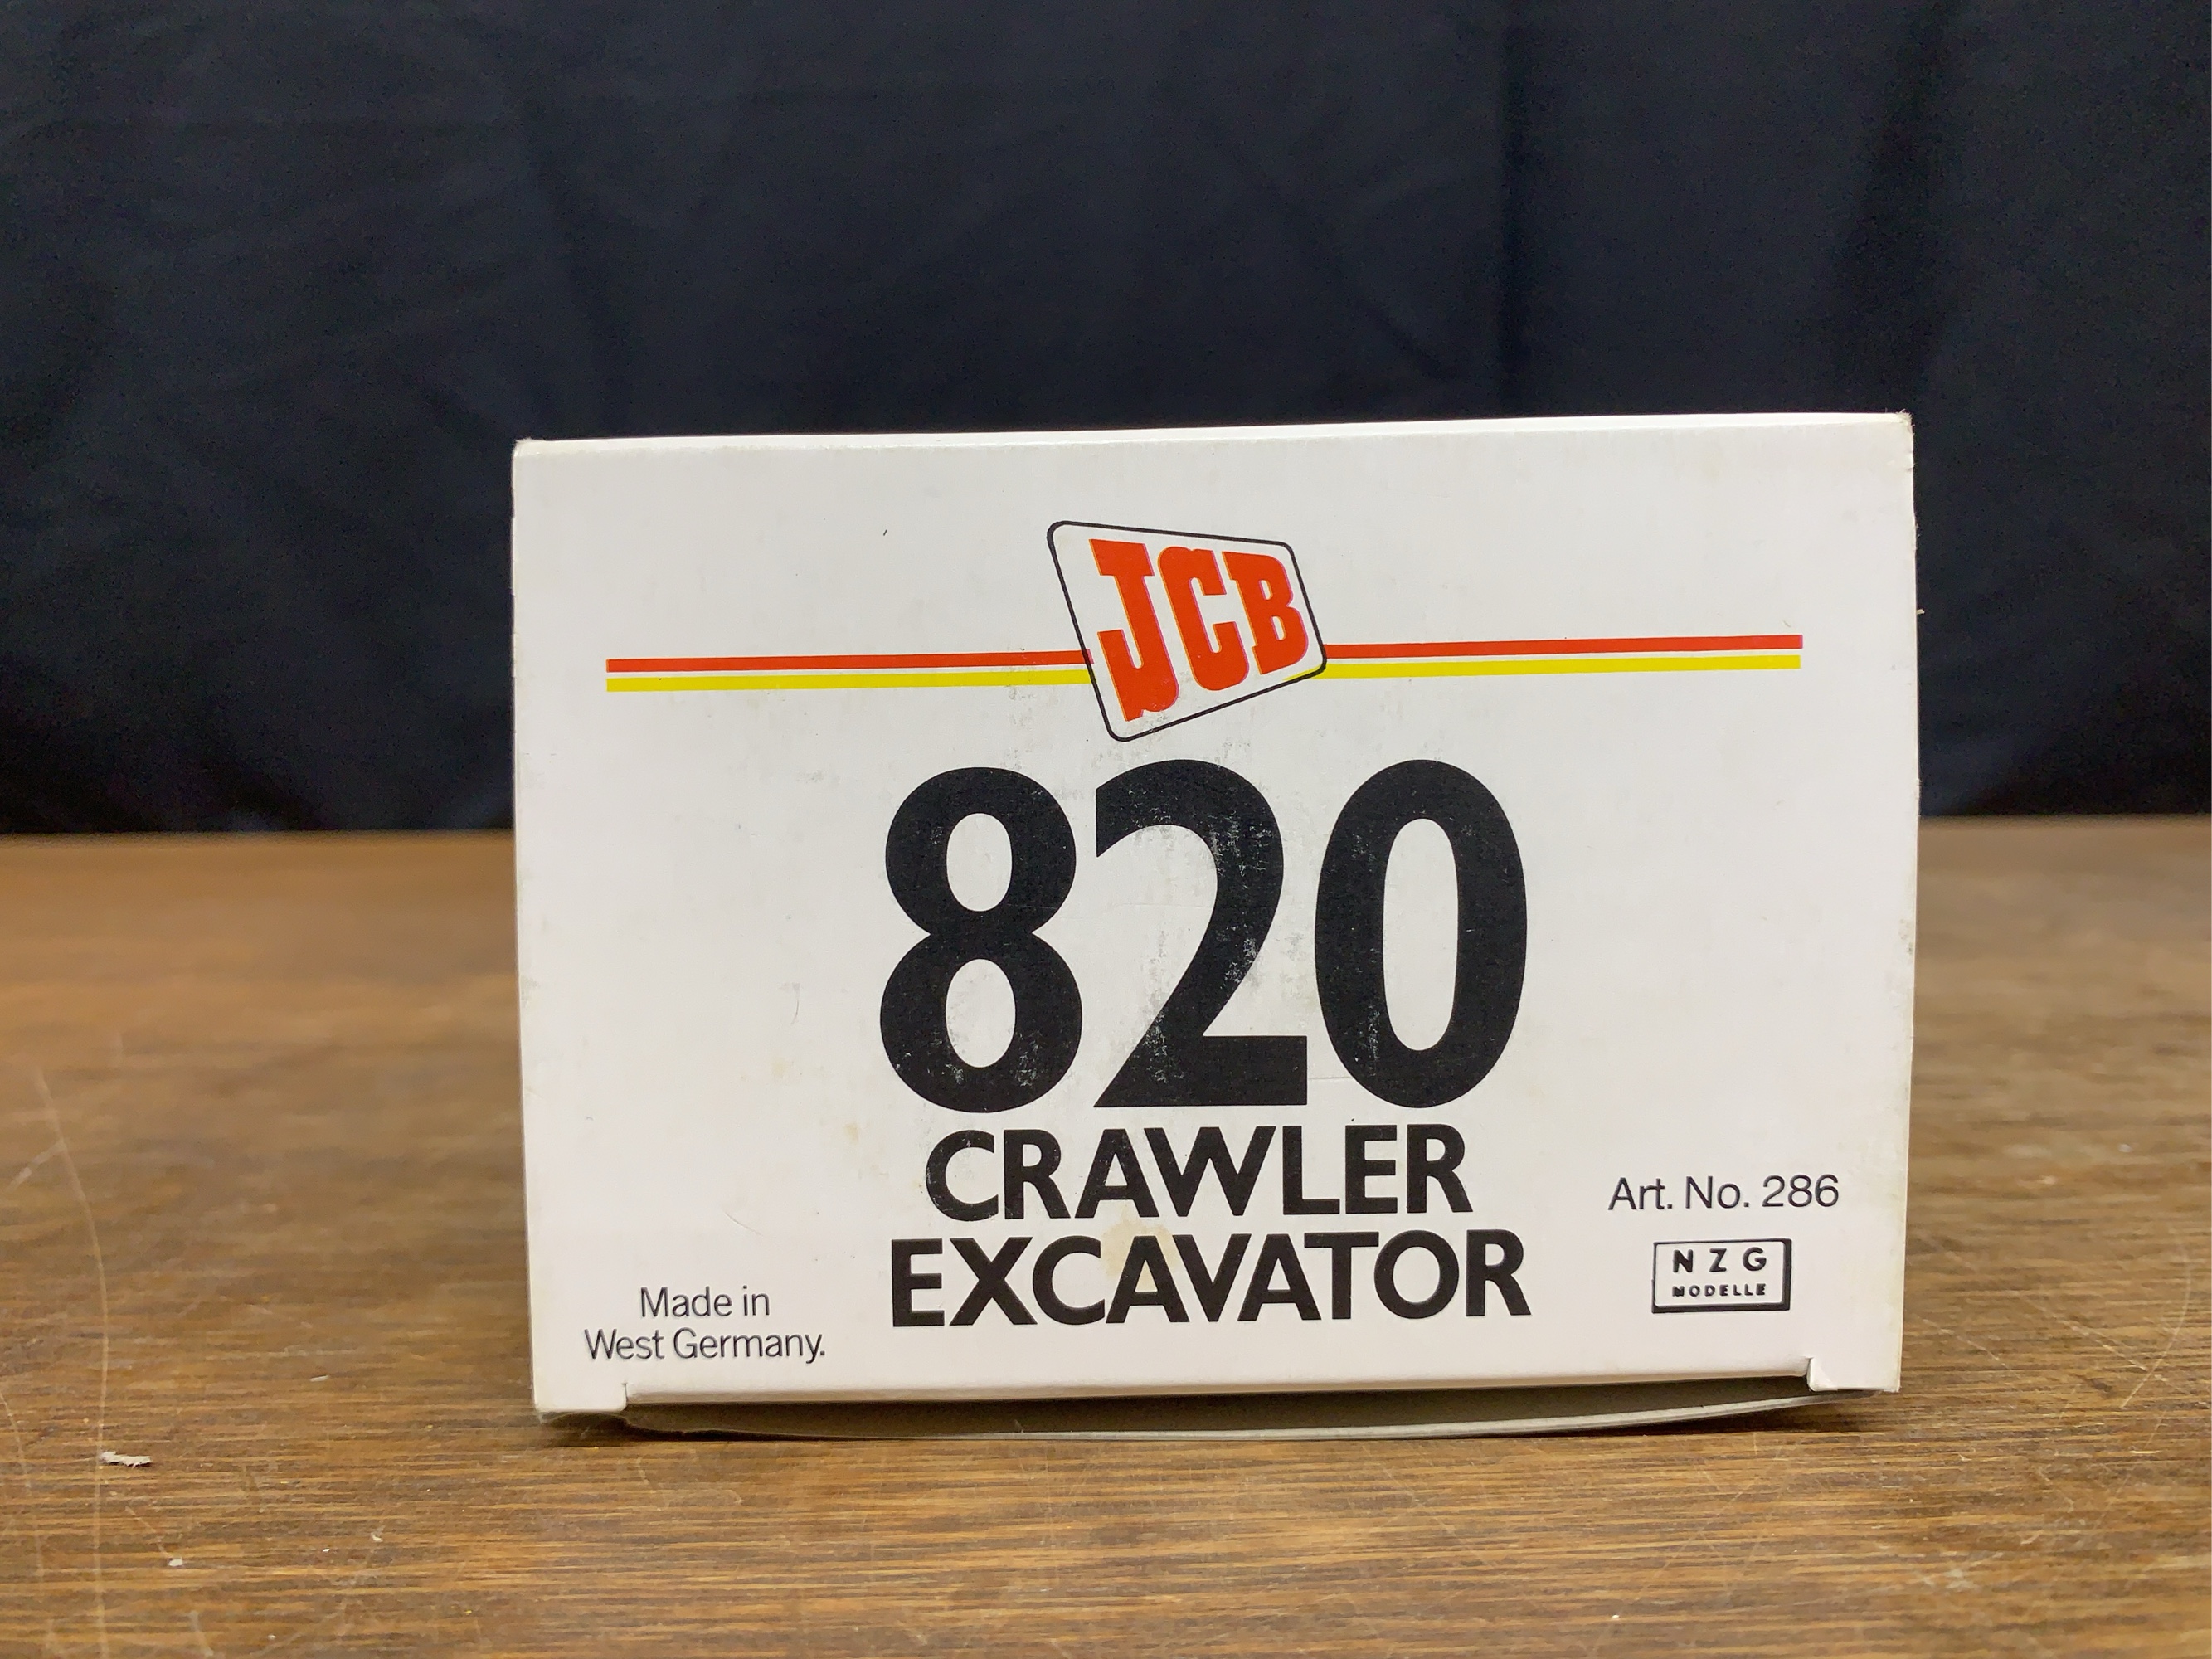 JCB
820
CRAWLER
EXCAVATOR
Made in
West Germany.
Art. No. 286
NZG
MODELLE